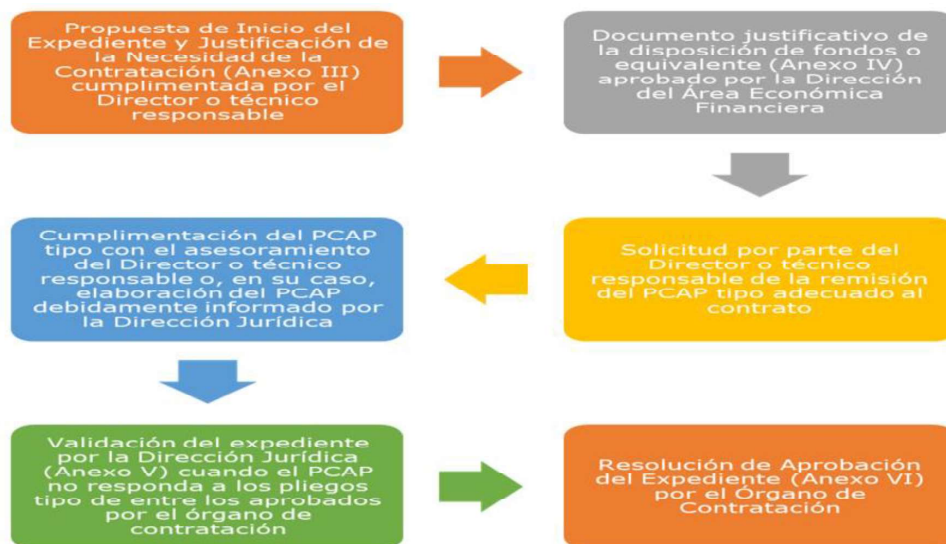 Propuesta de Inicio del
Expediente y Justificación de
la Necesidad de la
Contratación (Anexo III)
cumplimentada por el
Director o técnico
responsable
Documento justificativo de
la disposición de fondos o
equivalente (Anexo IV)
aprobado por la Dirección
del Área Económica
Financiera
Solicitud por parte del
Director o técnico
responsable de la remisión
del PCAP tipo adecuado al
contrato
Cumplimentación del PCAP
tipo con el asesoramiento
del Director o técnico
responsable o, en su caso,
elaboración del PCAP
debidamente informado por
la Dirección Jurídica
Validación del expediente
por la Dirección Jurídica
(Anexo V) cuando el PCAP
no responda a los pliegos
tipo de entre los aprobados
por el órgano de
contratación
Resolución de Aprobación
del Expediente (Anexo VI)
por el Órgano de
Contratación